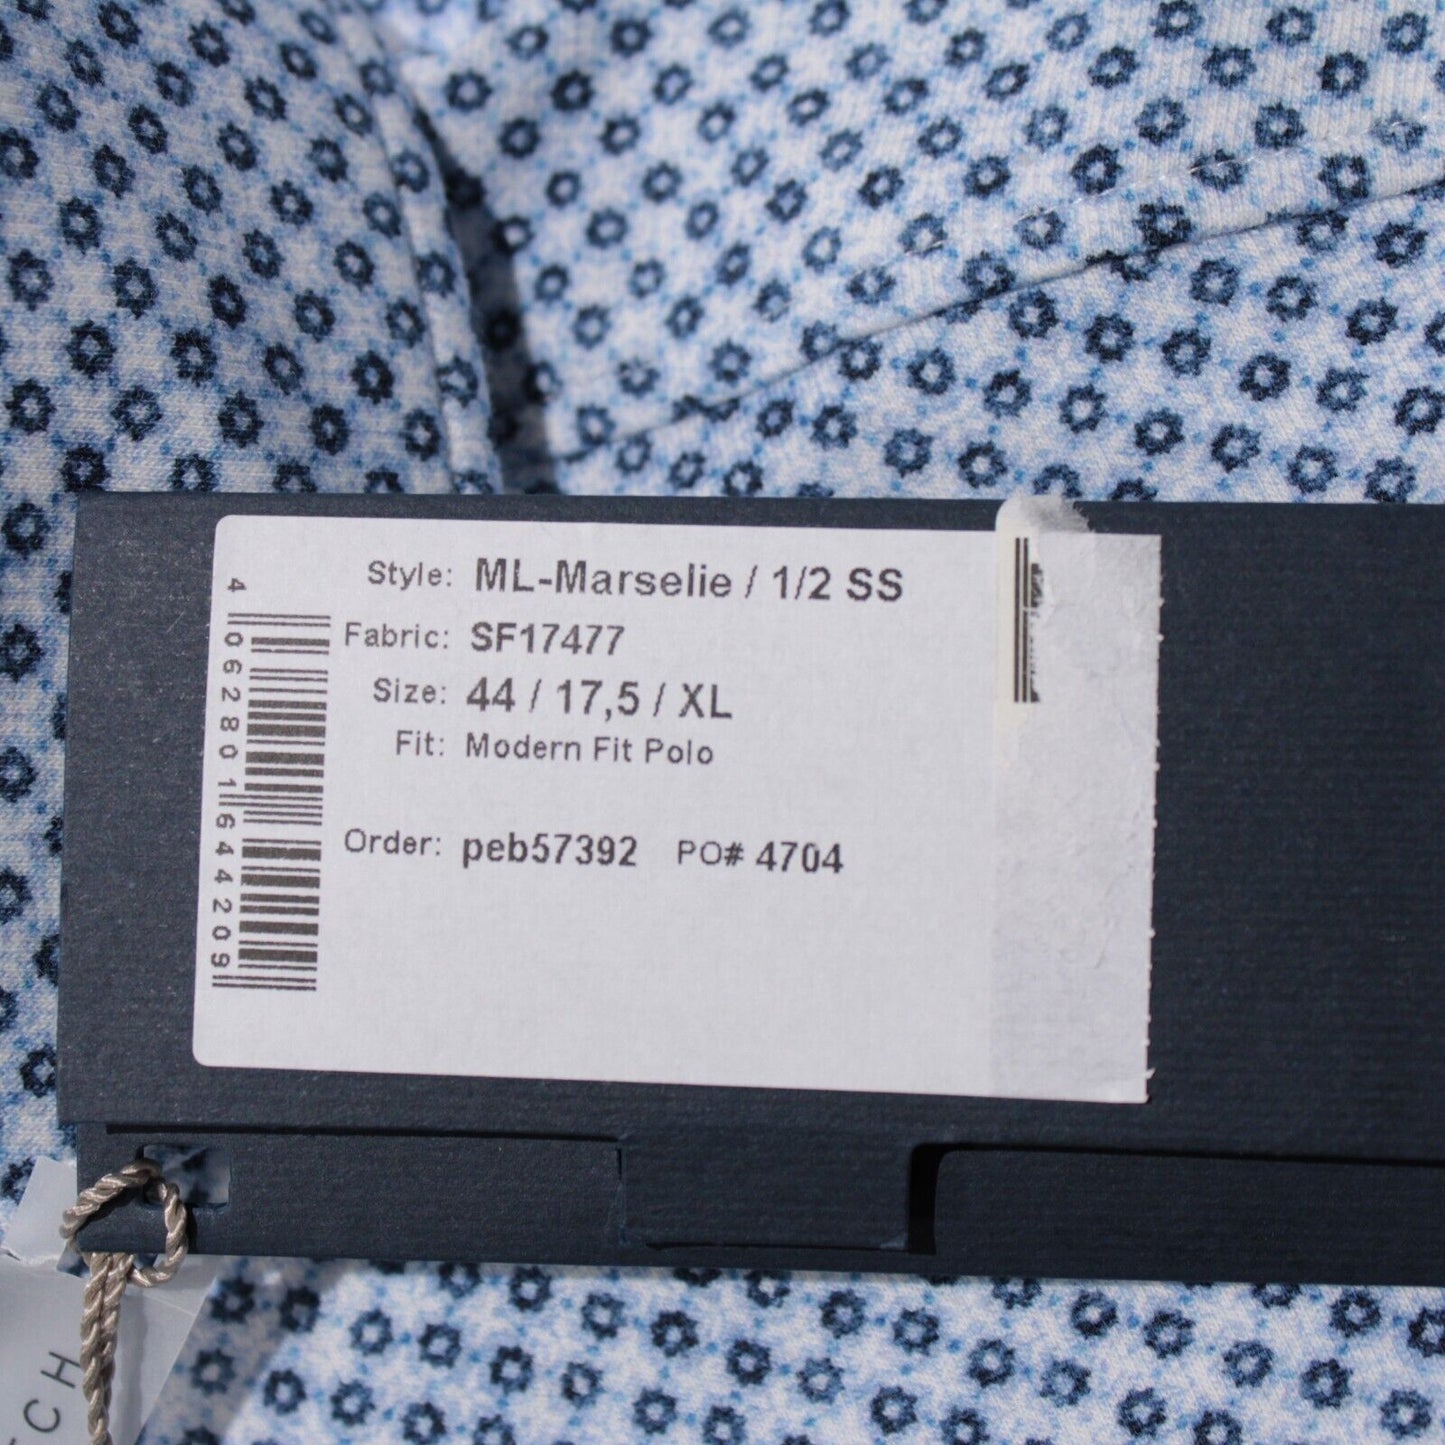 Style: ML-Marselie / 1/2 SS
Fabric: SF17477
Size: 44 / 17,5 / XL
Fit: Modern Fit Polo
Order: peb57392 PO# 4704
4 062801 644209